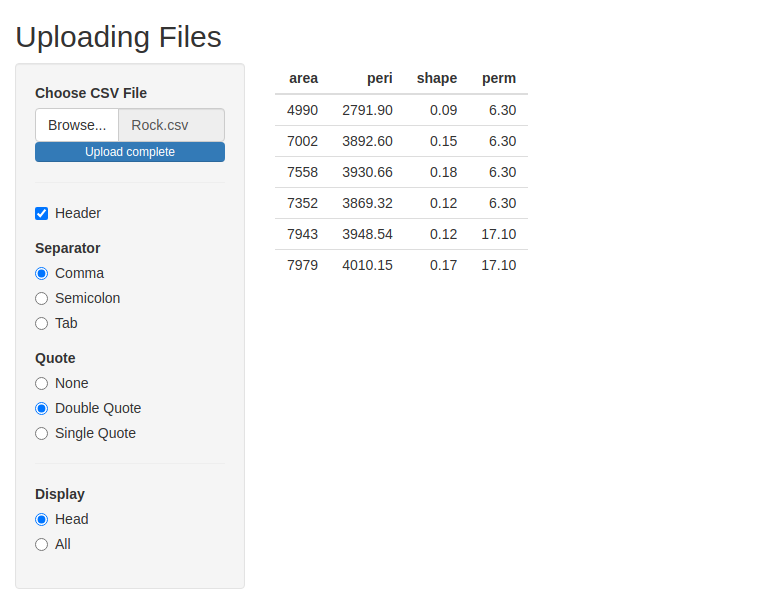 Uploading Files
Choose CSV File
Browse... Rock.csv
Upload complete
Header
Separator
Comma
Semicolon
Tab
Quote
None
Double Quote
Single Quote
Display
Head
All
area peri shape perm
4990 2791.90 0.09 6.30
7002 3892.60 0.15 6.30
7558 3930.66 0.18 6.30
7352 3869.32 0.12 6.30
7943 3948.54 0.12 17.10
7979 4010.15 0.17 17.10